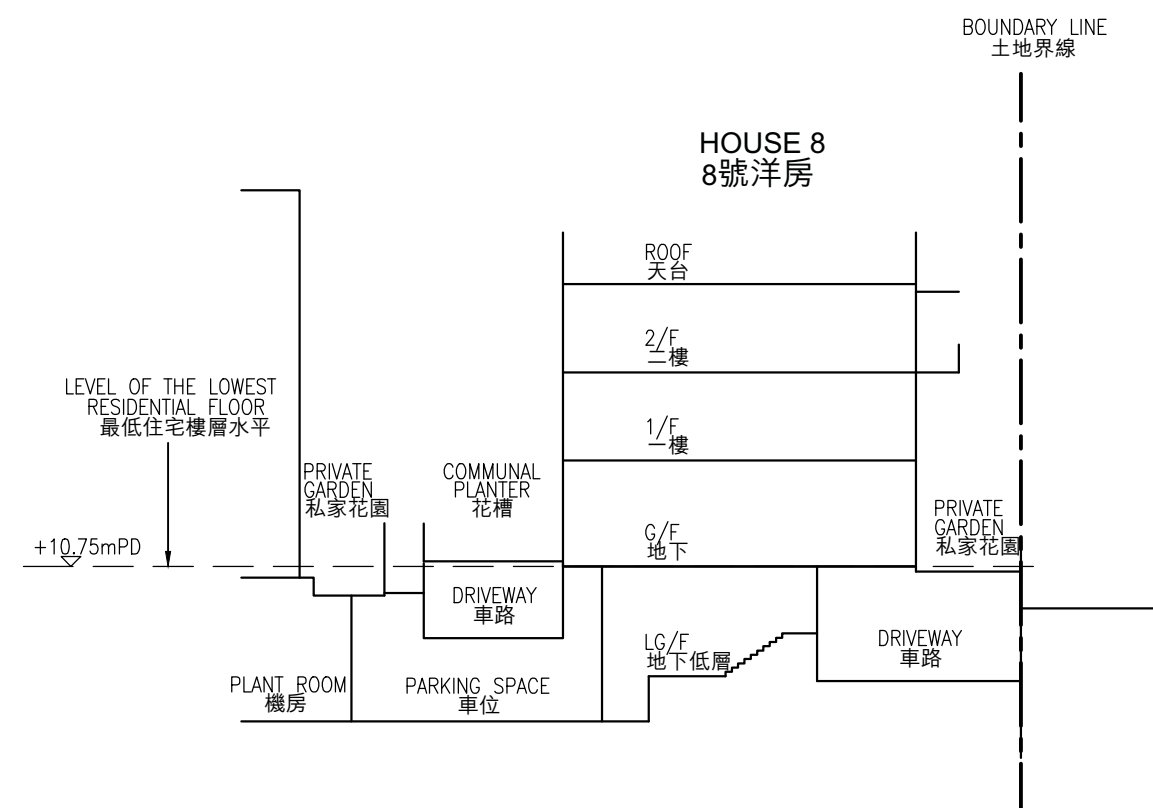 BOUNDARY LINE
土地界線
HOUSE 8
8號洋房
ROOF
天台
2/F
二樓
LEVEL OF THE LOWEST
RESIDENTIAL FLOOR
最低住宅樓層水平
1/F
一樓
PRIVATE
GARDEN
私家花園
COMMUNAL
PLANTER
花槽
PRIVATE
GARDEN
私家花園
+10.75mPD
G/F
地下
DRIVEWAY
車路
LG/F
地下低層
DRIVEWAY
車路
PLANT ROOM
機房
PARKING SPACE
車位